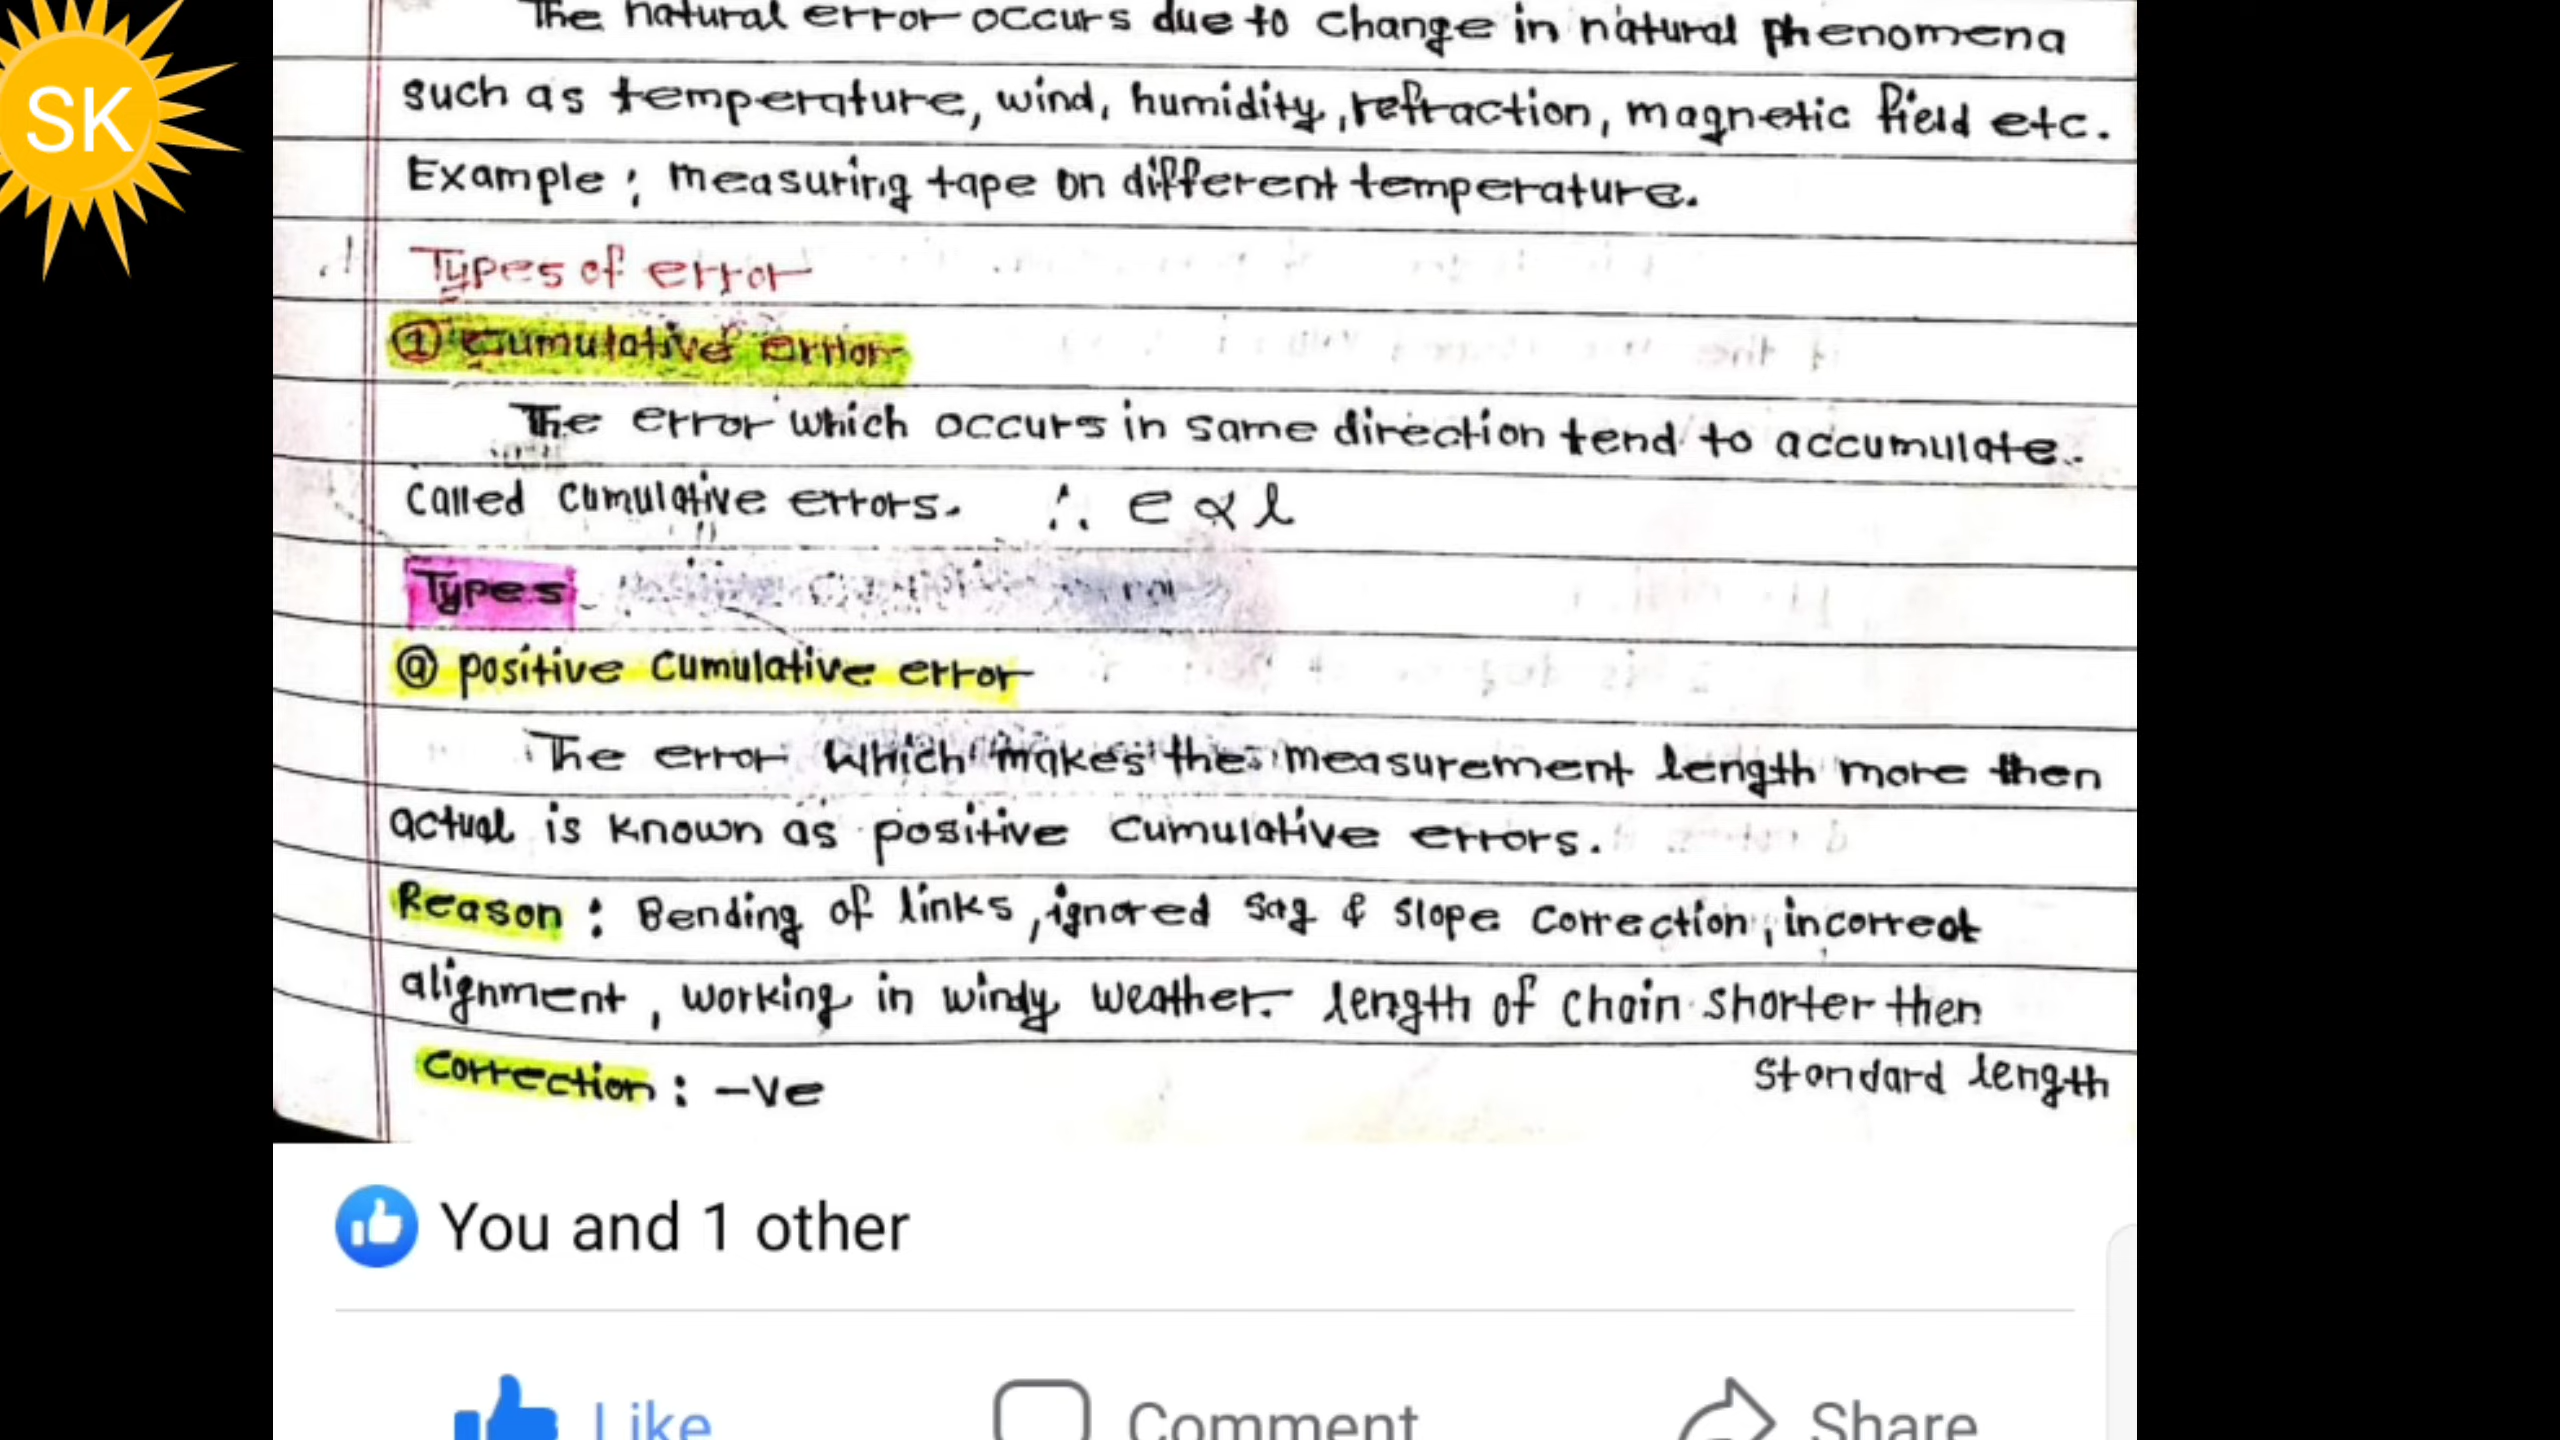 SK
The natural error occurs due to change in natural phenomena
such as temperature, wind, humidity, refraction, magnetic field etc.
Example: measuring tape on different temperature.
Types of error
① Cumulative error
The error which occurs in same direction tend to accumulate.
Called Cumulative errors. ∴ e ∝ l
Types
ⓐ positive Cumulative error
The error which makes the measurement length more then
actual is known as positive Cumulative errors.
Reason: Bending of links, ignored sag & slope correction, incorrect
alignment, working in windy weather. length of chain shorter then
Standard length
Correction: -ve
You and 1 other
Like
Comment
Share